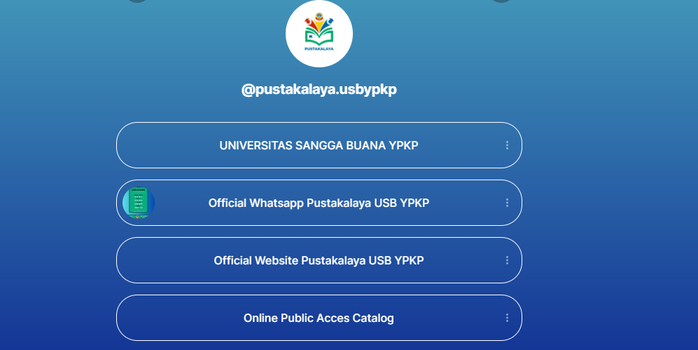 PUSTAKALAYA
@pustakalaya.usbypkp
UNIVERSITAS SANGGA BUANA YPKP
Official Whatsapp Pustakalaya USB YPKP
Official Website Pustakalaya USB YPKP
Online Public Acces Catalog